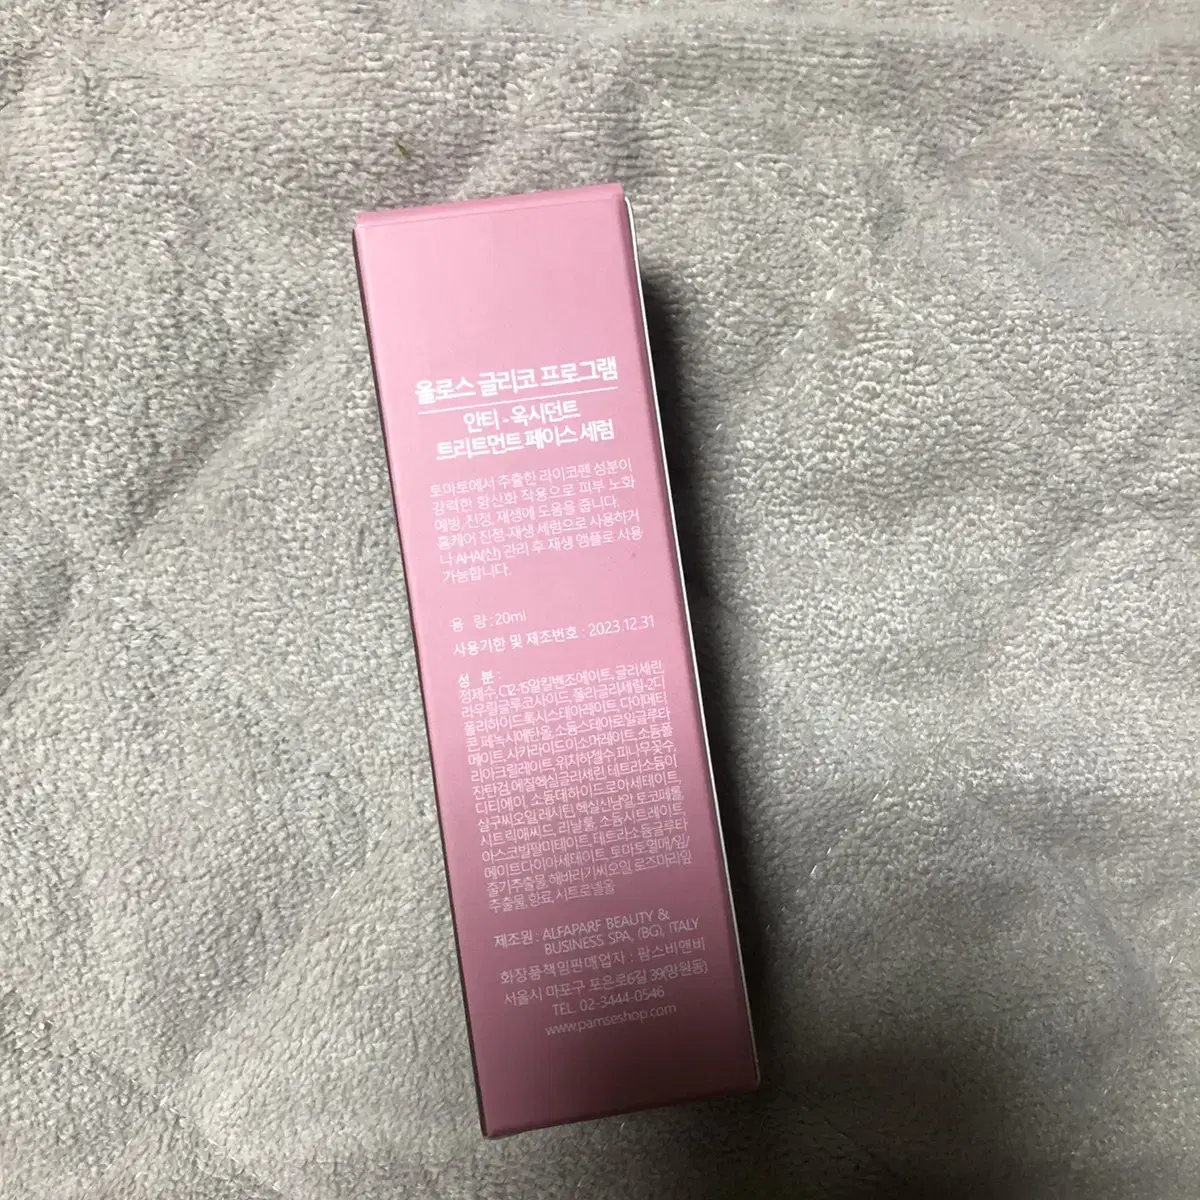 올로스 글리코 프로그램
안티-옥시던트
트리트먼트 페이스 세럼
토마토에서 추출한 라이코펜 성분이
강력한 항산화 작용으로 피부 노화
예방, 진정, 재생에 도움을 줍니다.
홈케어 진정·재생 세럼으로 사용하거
나 AHA(산) 관리 후 재생 앰플로 사용
가능합니다.
용 량 : 20ml
사용기한 및 제조번호 : 2023.12.31
성 분 :
정제수, C12-15알킬벤조에이트, 글리세린
라우릴글루코사이드, 폴리글리세릴-2디
폴리하이드록시스테아레이트, 다이메티
콘, 페녹시에탄올, 소듐스테아로일글루타
메이트, 사카라이드아이소머레이트, 소듐폴
리아크릴레이트, 위치하젤수, 피나무꽃수,
잔탄검, 에질헥실글리세린, 테트라소듐이
디티에이, 소듐데하이드로아세테이트,
살구씨오일, 레시틴, 헥실신남알, 토코페롤,
시트릭애씨드, 리날룰, 소듐시트레이트,
아스코빌팔미테이트, 테트라소듐글루타
메이트다이아세테이트, 토마토열매/잎/
줄기추출물, 해바라기씨오일, 로즈마리잎
추출물, 향료, 시트로넬올
제조원 : ALFAPARF BEAUTY &
BUSINESS SPA, (BG), ITALY
화장품책임판매업자 : 팜스비앤비
서울시 마포구 포은로6길 39(망원동)
TEL. 02-3444-0546
www.pamseshop.com